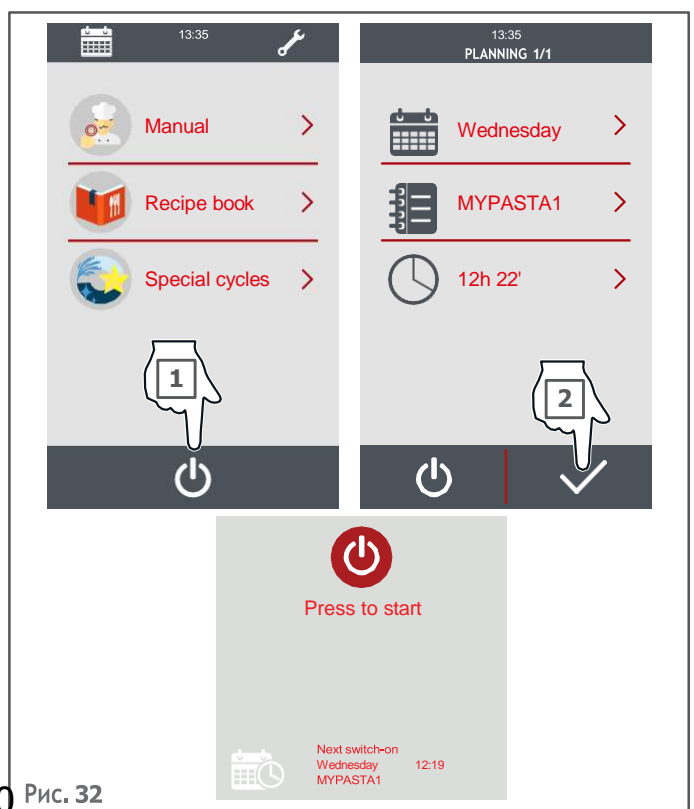 13:35
Manual
Recipe book
Special cycles
1
13:35
PLANNING 1/1
Wednesday
MYPASTA1
12h 22'
2
Press to start
Next switch-on
Wednesday 12:19
MYPASTA1
Рис. 32